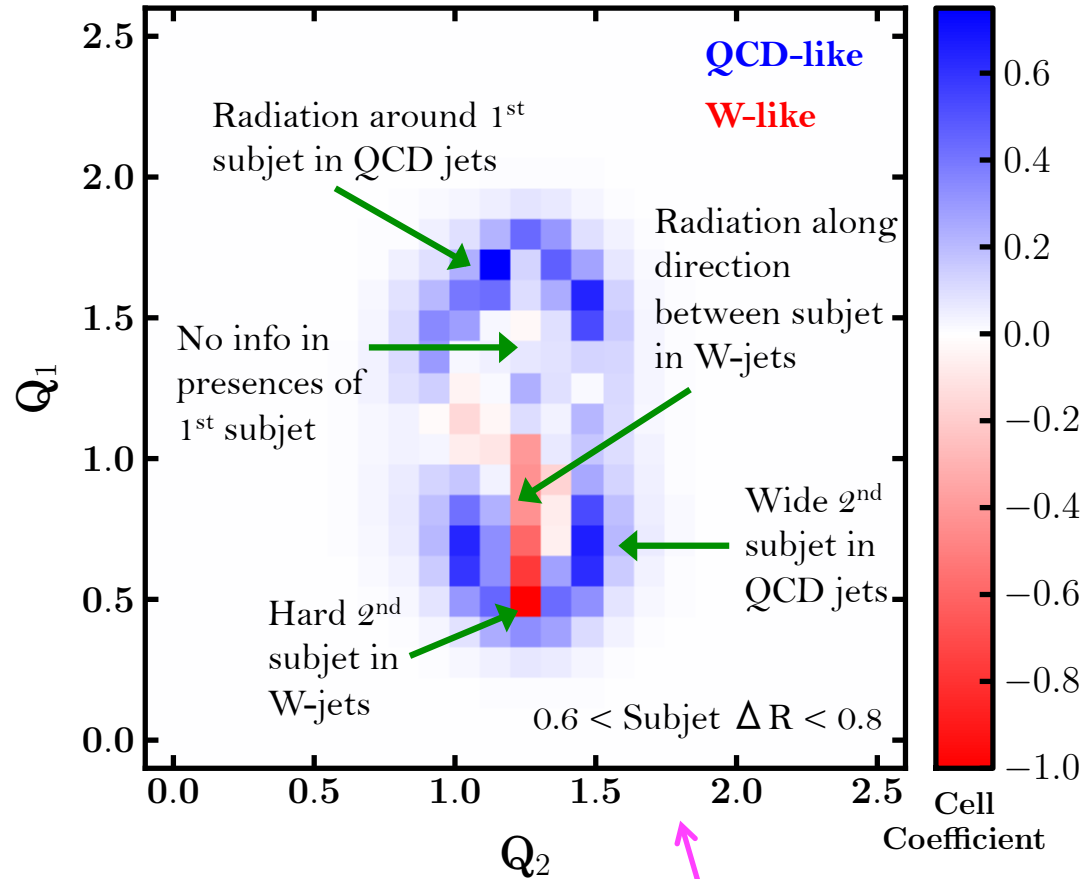 2.5
2.0
1.5
1.0
0.5
0.0
Q1
QCD-like
W-like
Radiation around 1st
subjet in QCD jets
Radiation along
direction
between subjet
in W-jets
No info in
presences of
1st subjet
Wide 2nd
subjet in
QCD jets
Hard 2nd
subjet in
W-jets
0.6 < Subjet Δ R < 0.8
0.0 0.5 1.0 1.5 2.0 2.5
Q2
0.6
0.4
0.2
0.0
−0.2
−0.4
−0.6
−0.8
−1.0
Cell
Coefficient